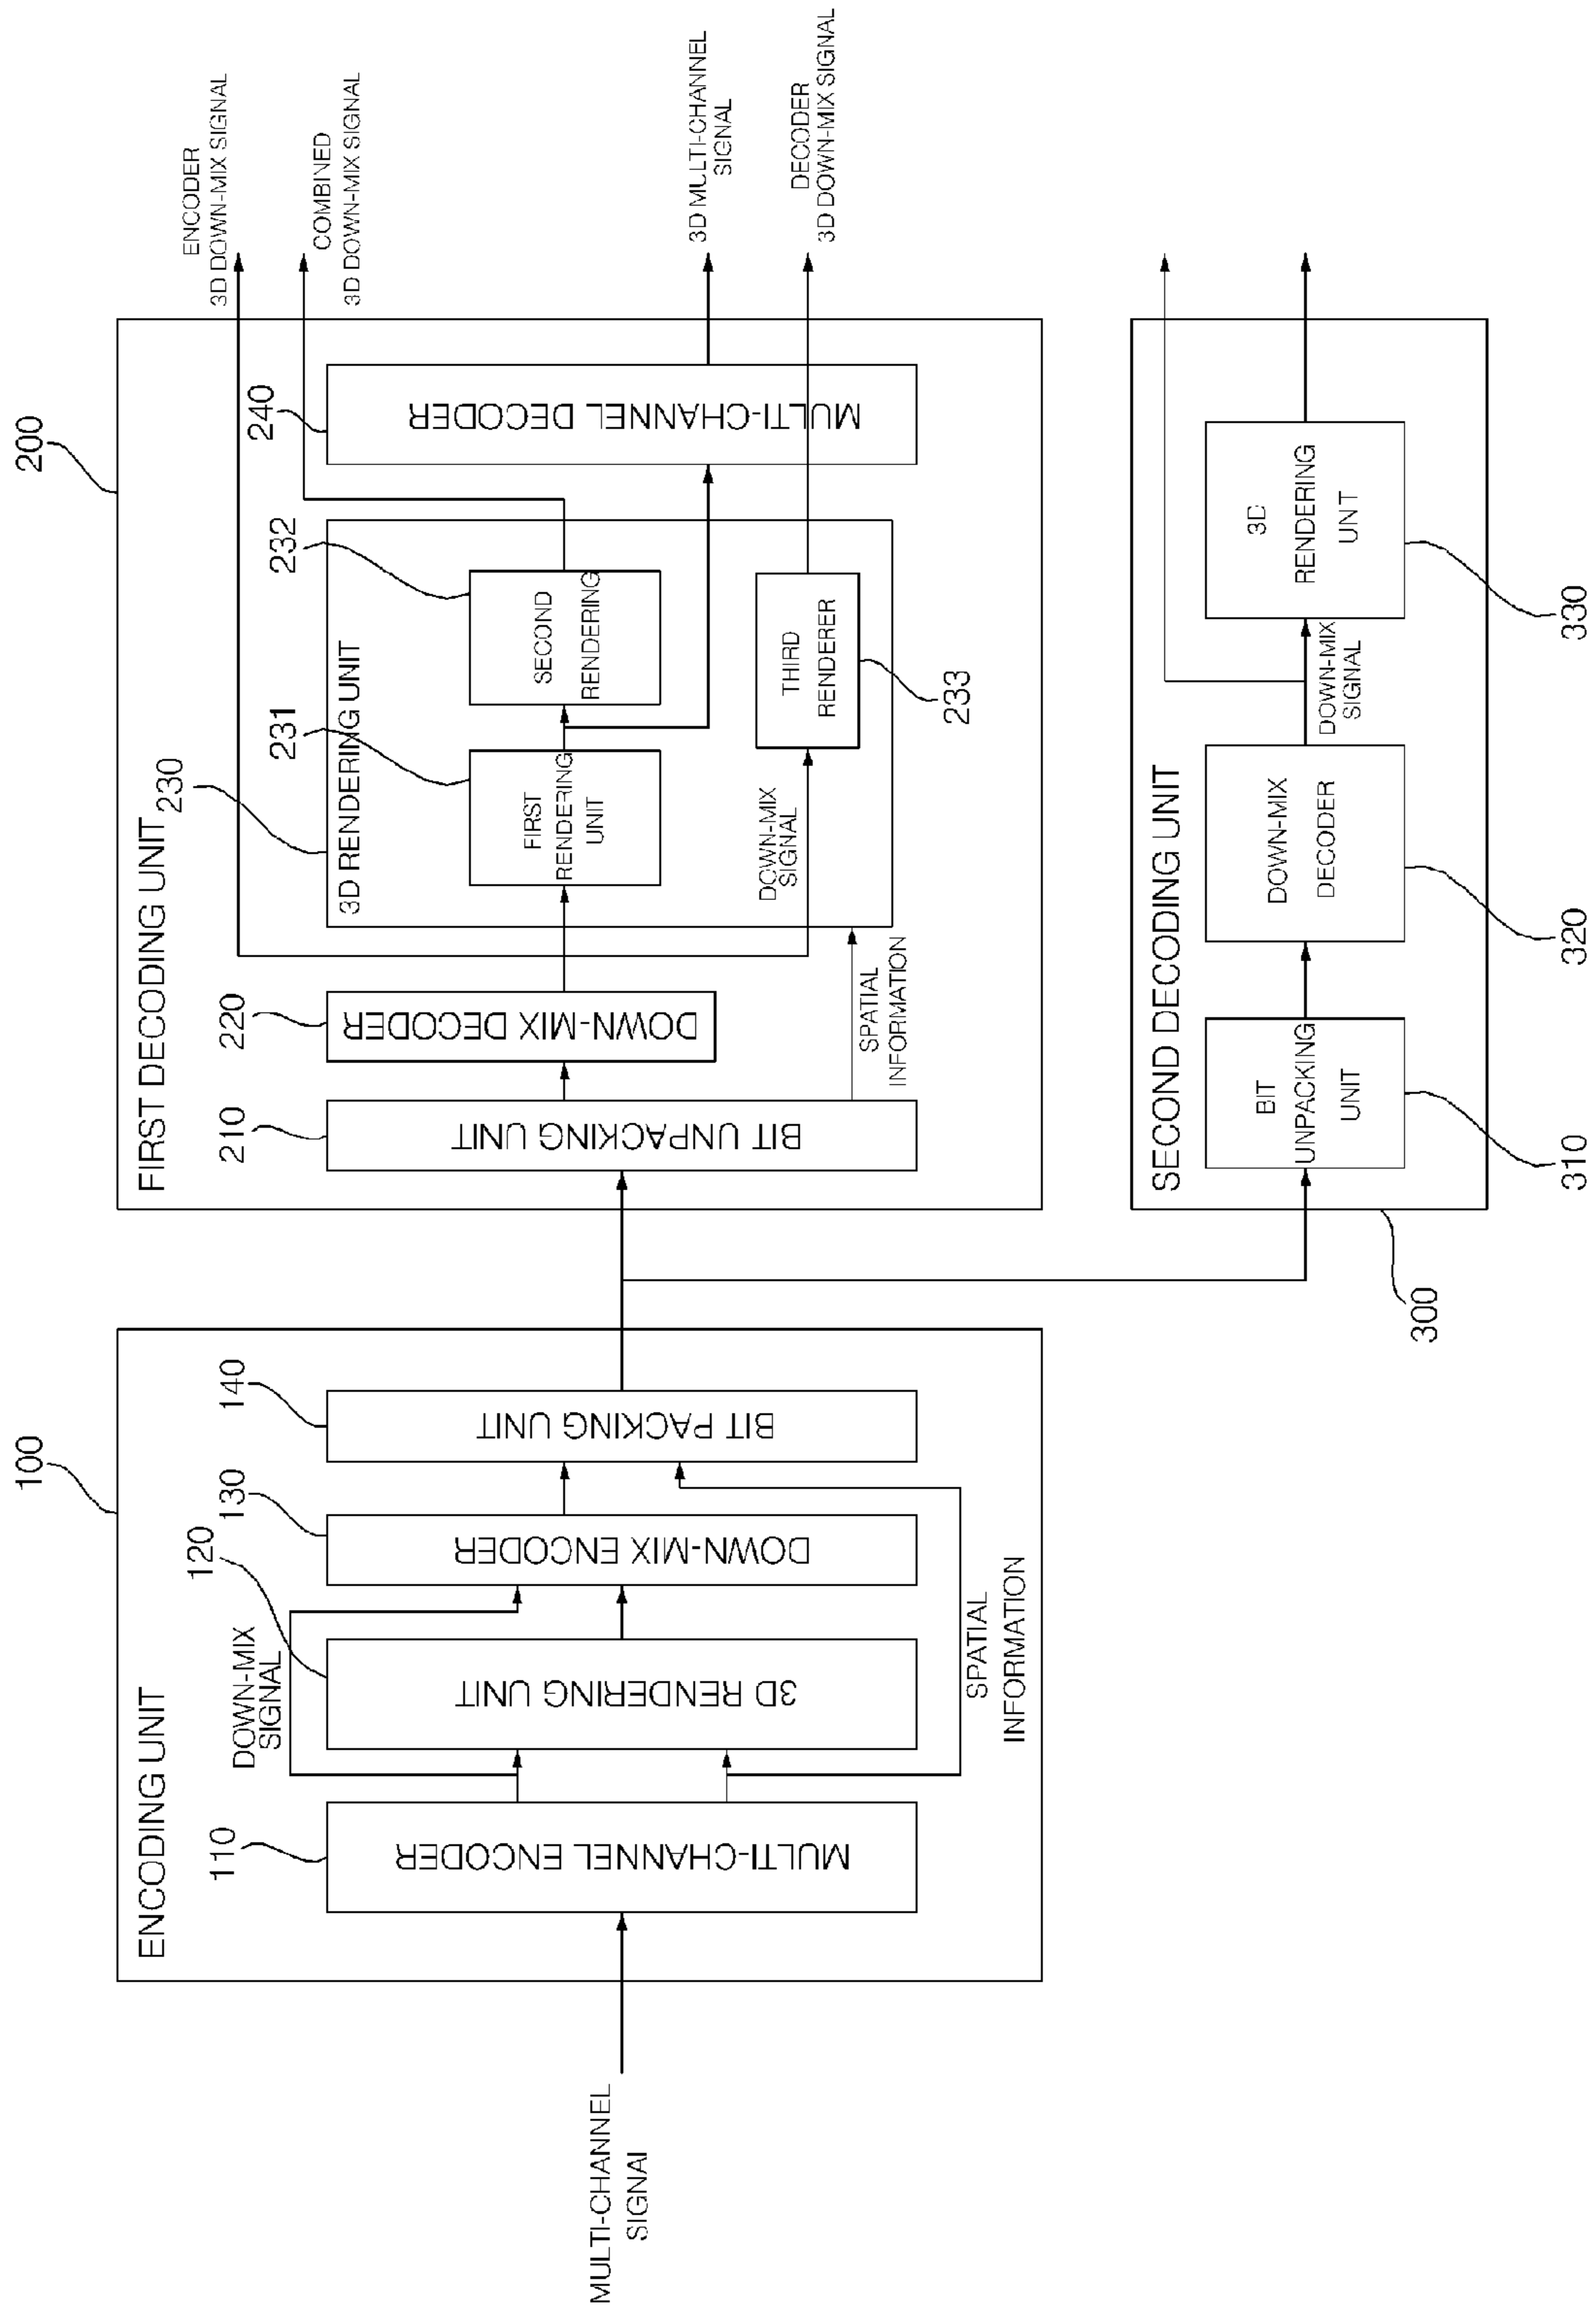 100
ENCODING UNIT
MULTI-CHANNEL
SIGNAI
110
MULTI-CHANNEL ENCODER
DOWN-MIX
SIGNAL
120
3D RENDERING UNIT
130
DOWN-MIX ENCODER
140
BIT PACKING UNIT
SPATIAL
INFORMATION
200
FIRST DECODING UNIT
210
BIT UNPACKING UNIT
220
DOWN-MIX DECODER
SPATIAL
INFORMATION
230
3D RENDERING UNIT
231
FIRST
RENDERING
UNIT
232
SECOND
RENDERING
DOWN-MIX
SIGNAL
THIRD
RENDERER
233
240
MULTI-CHANNEL DECODER
ENCODER
3D DOWN-MIX SIGNAL
COMBINED
3D DOWN-MIX SIGNAL
3D MULTI-CHANNEL
SIGNAL
DECODER
3D DOWN-MIX SIGNAL
300
SECOND DECODING UNIT
BIT
UNPACKING
UNIT
310
DOWN-MIX
DECODER
320
DOWN-MIX
SIGNAL
3D
RENDERING
UNIT
330